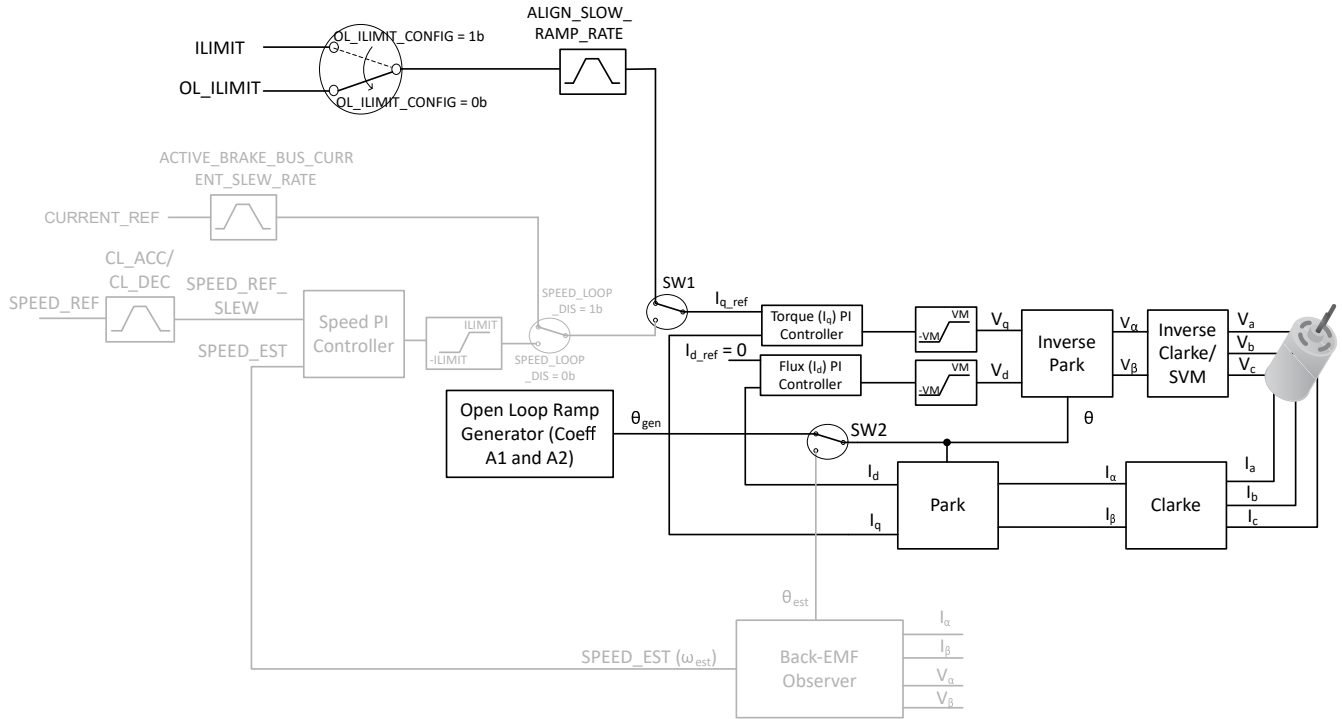 ALIGN_SLOW_
RAMP_RATE
OL_ILIMIT_CONFIG = 1b
ILIMIT
OL_ILIMIT
OL_ILIMIT_CONFIG = 0b
ACTIVE_BRAKE_BUS_CURR
ENT_SLEW_RATE
CURRENT_REF
CL_ACC/
CL_DEC
SPEED_REF
SPEED_REF_
SLEW
SPEED_EST
Speed PI
Controller
ILIMIT
-ILIMIT
SPEED_LOOP
_DIS = 1b
SPEED_LOOP
_DIS = 0b
SW1
Iq_ref
Torque (Iq) PI
Controller
Id_ref = 0
Flux (Id) PI
Controller
VM
-VM
VM
-VM
Vq
Vd
Inverse
Park
Vα
Vβ
Inverse
Clarke/
SVM
Va
Vb
Vc
Open Loop Ramp
Generator (Coeff
A1 and A2)
θgen
SW2
θ
Id
Iq
Park
Iα
Iβ
Clarke
Ia
Ib
Ic
θest
SPEED_EST (ωest)
Back-EMF
Observer
Iα
Iβ
Vα
Vβ